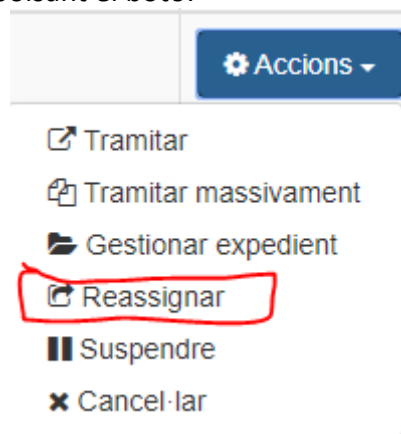 Accions
Tramitar
Tramitar massivament
Gestionar expedient
Reassignar
Suspendre
Cancel·lar